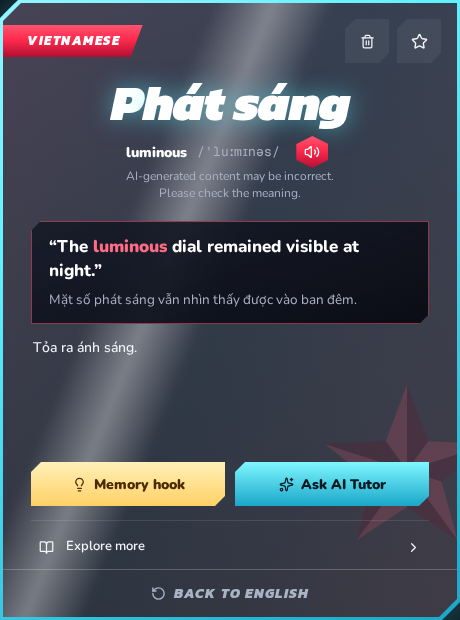 VIETNAMESE
Phát sáng
luminous /ˈluːmɪnəs/
AI-generated content may be incorrect.
Please check the meaning.
“The luminous dial remained visible at
night.”
Mặt số phát sáng vẫn nhìn thấy được vào ban đêm.
Tỏa ra ánh sáng.
Memory hook
Ask AI Tutor
Explore more
BACK TO ENGLISH